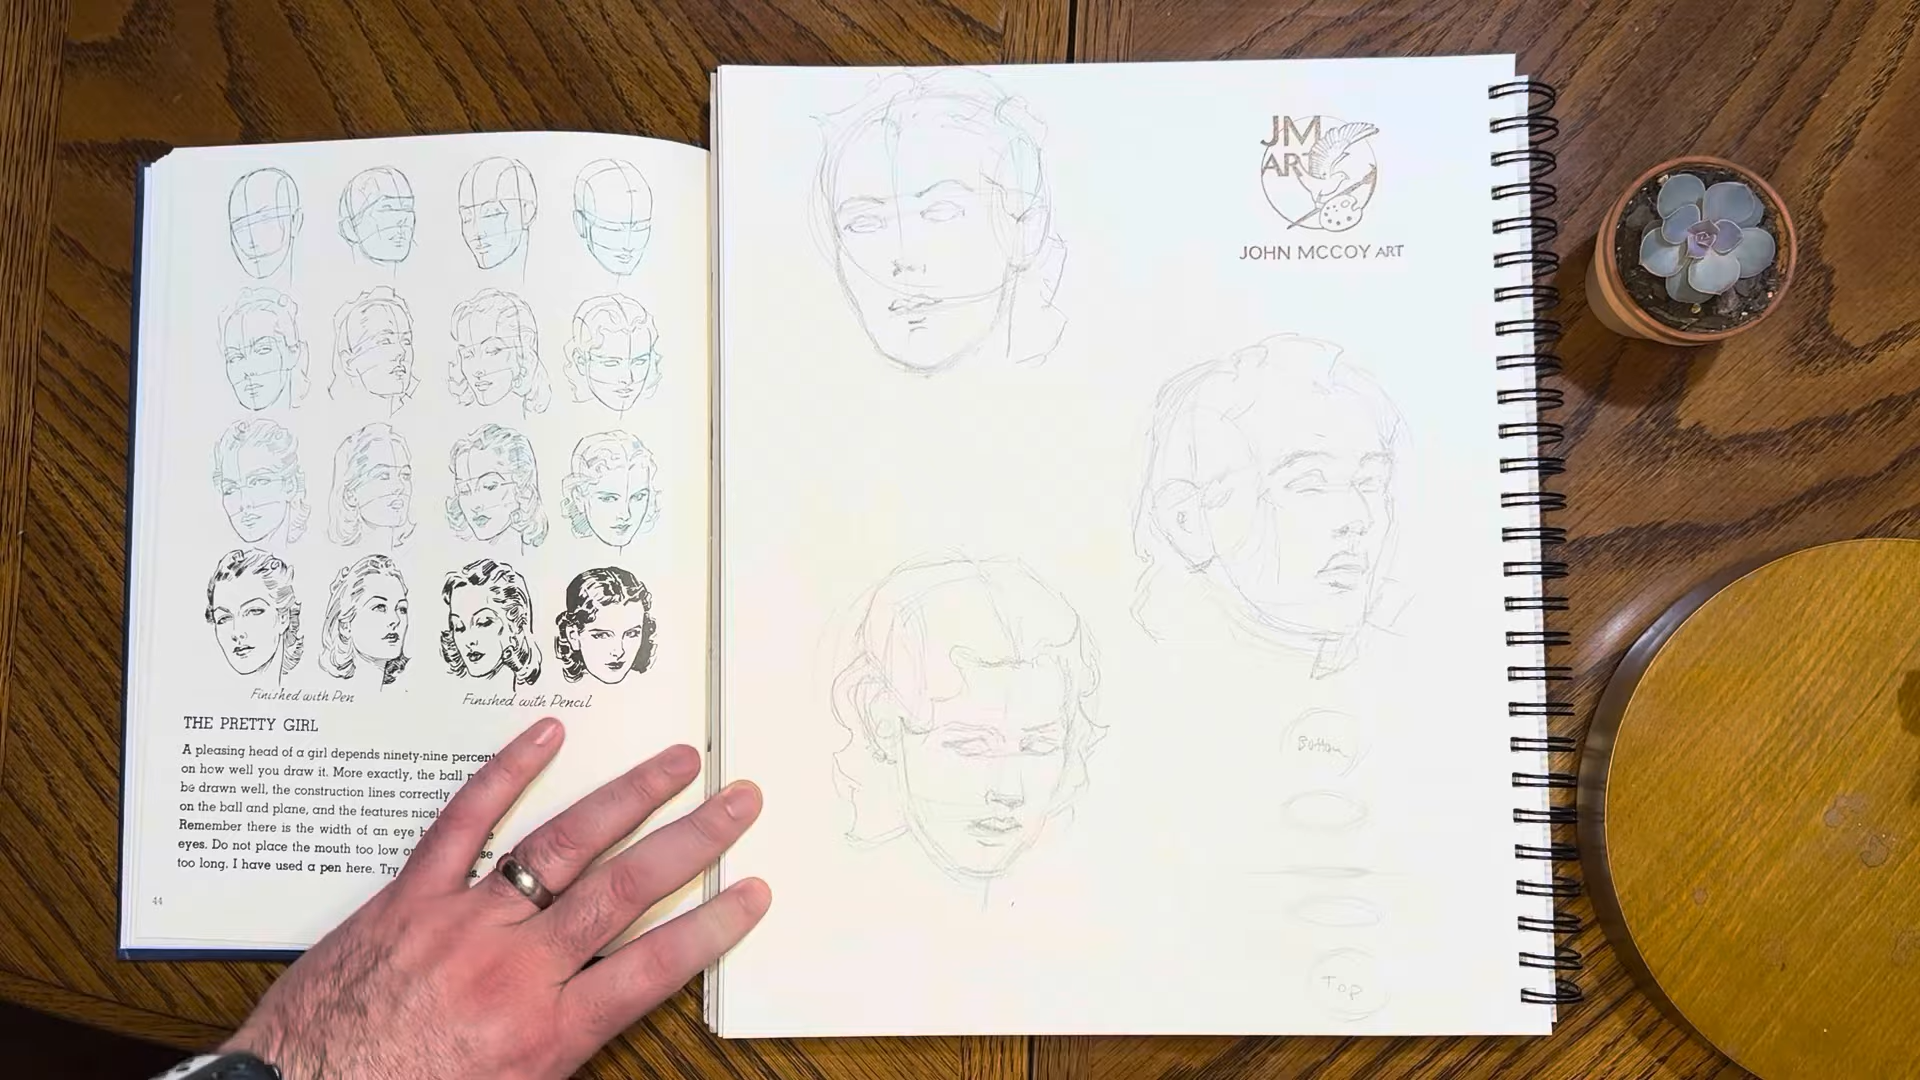 Finished with Pen
Finished with Pencil
THE PRETTY GIRL
A pleasing head of a girl depends ninety-nine percent
on how well you draw it. More exactly, the ball
be drawn well, the construction lines correctly
on the ball and plane, and the features
Remember there is the width of an eye
eyes. Do not place the mouth too low
too long. I have used a pen here. Try
44
JM
ART
JOHN MCCOY ART
Bottom
Top